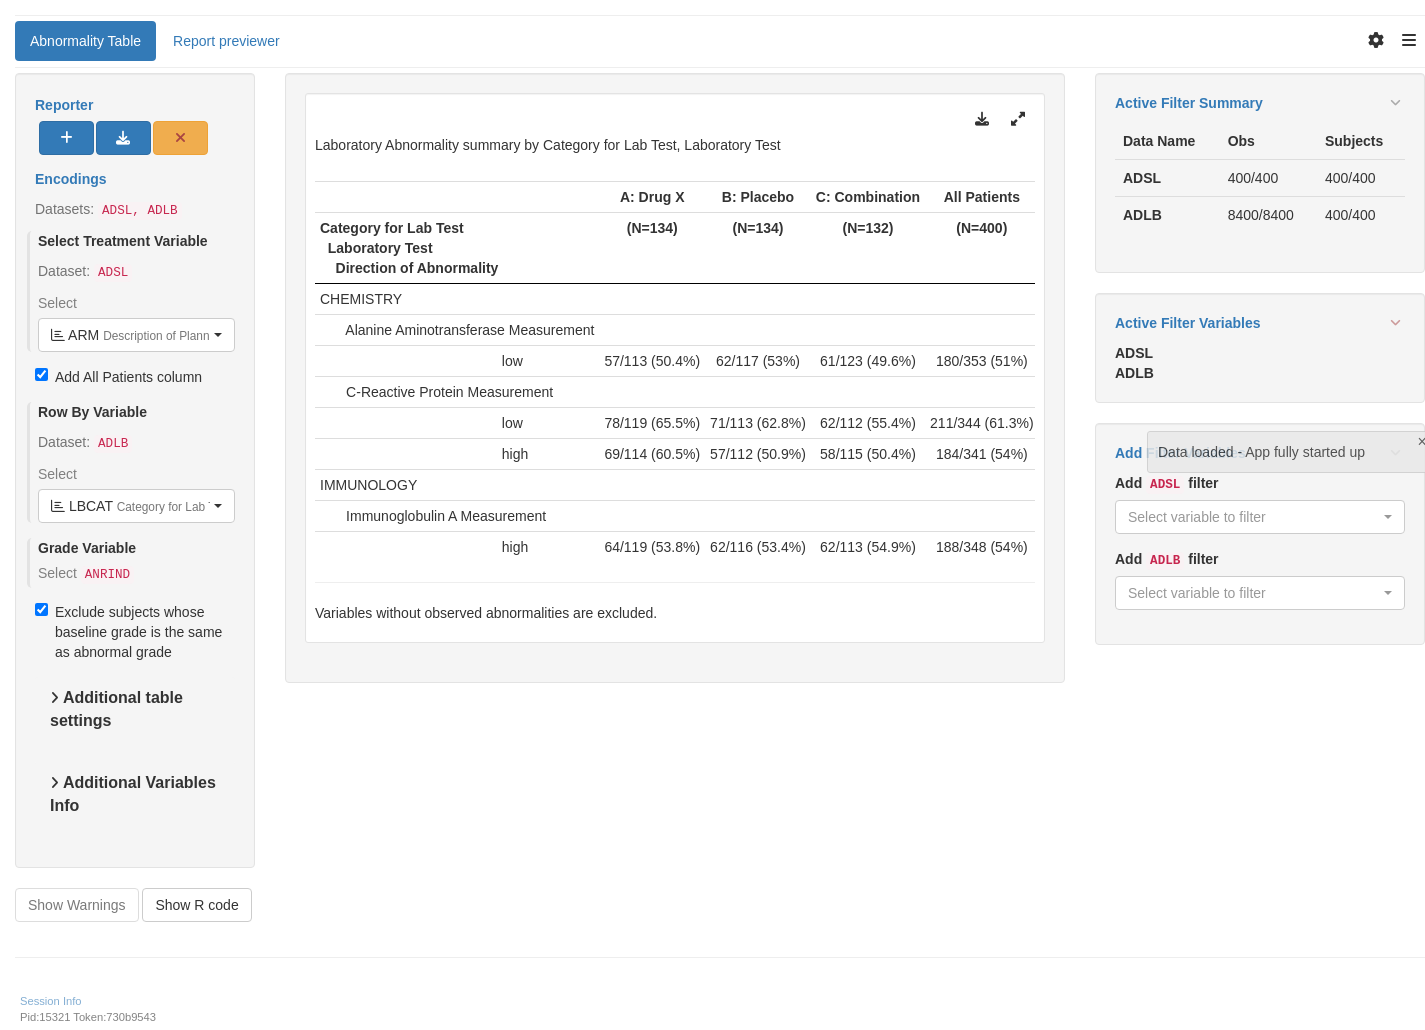 Abnormality Table
Report previewer
Reporter
Encodings
Datasets: ADSL, ADLB
Select Treatment Variable
Dataset: ADSL
Select
ARM Description of Plann
Add All Patients column
Row By Variable
Dataset: ADLB
Select
LBCAT Category for Lab
Grade Variable
Select ANRIND
Exclude subjects whose
baseline grade is the same
as abnormal grade
Additional table
settings
Additional Variables
Info
Show Warnings
Show R code
Laboratory Abnormality summary by Category for Lab Test, Laboratory Test
A: Drug X B: Placebo C: Combination All Patients
Category for Lab Test (N=134) (N=134) (N=132) (N=400)
Laboratory Test
Direction of Abnormality
CHEMISTRY
Alanine Aminotransferase Measurement
low 57/113 (50.4%) 62/117 (53%) 61/123 (49.6%) 180/353 (51%)
C-Reactive Protein Measurement
low 78/119 (65.5%) 71/113 (62.8%) 62/112 (55.4%) 211/344 (61.3%)
high 69/114 (60.5%) 57/112 (50.9%) 58/115 (50.4%) 184/341 (54%)
IMMUNOLOGY
Immunoglobulin A Measurement
high 64/119 (53.8%) 62/116 (53.4%) 62/113 (54.9%) 188/348 (54%)
Variables without observed abnormalities are excluded.
Active Filter Summary
Data Name Obs Subjects
ADSL 400/400 400/400
ADLB 8400/8400 400/400
Active Filter Variables
ADSL
ADLB
Add
Data loaded - App fully started up
×
Add ADSL filter
Select variable to filter
Add ADLB filter
Select variable to filter
Session Info
Pid:15321 Token:730b9543